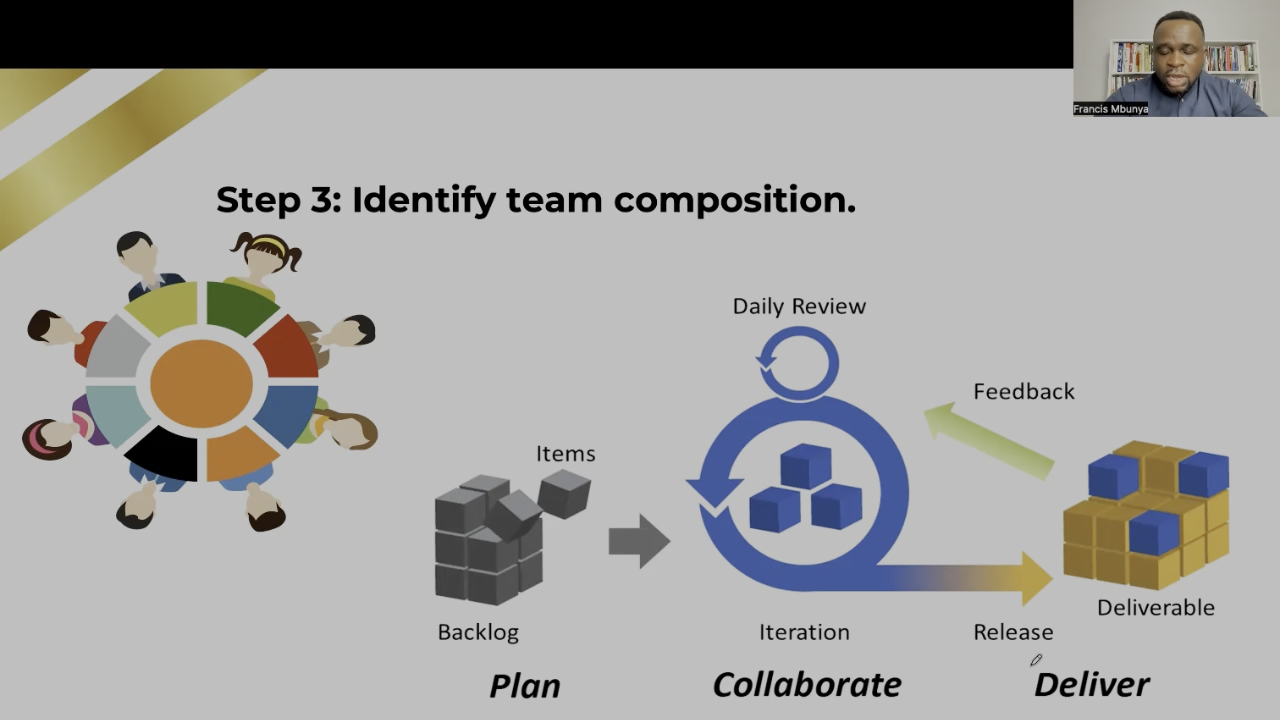 Francis Mbunya
Step 3: Identify team composition.
Daily Review
Feedback
Items
Deliverable
Backlog
Iteration
Release
Plan
Collaborate
Deliver